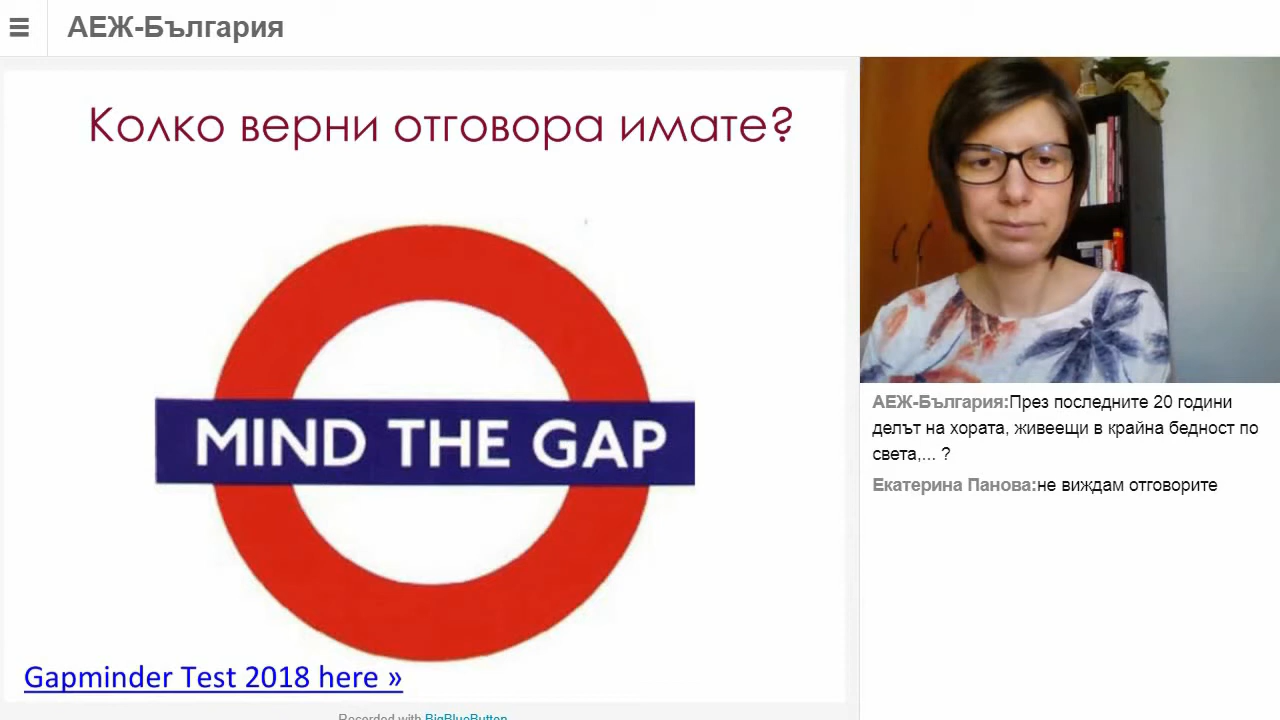 АЕЖ-България
Колко верни отговора имате?
MIND THE GAP
Gapminder Test 2018 here »
АЕЖ-България:През последните 20 години
делът на хората, живеещи в крайна бедност по
света,... ?
Екатерина Панова:не виждам отговорите
Recorded with BigBlueButton